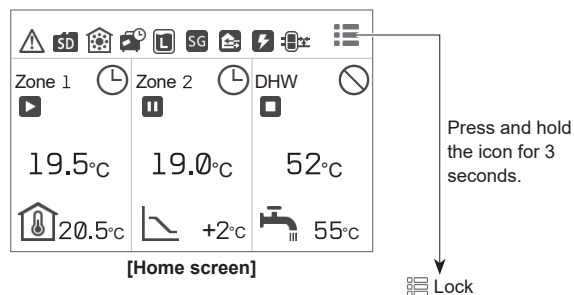 SD L SG
Zone 1 Zone 2 DHW
19.5°C 19.0°C 52°C
20.5°C +2°C 55°C
[Home screen]
Press and hold
the icon for 3
seconds.
Lock